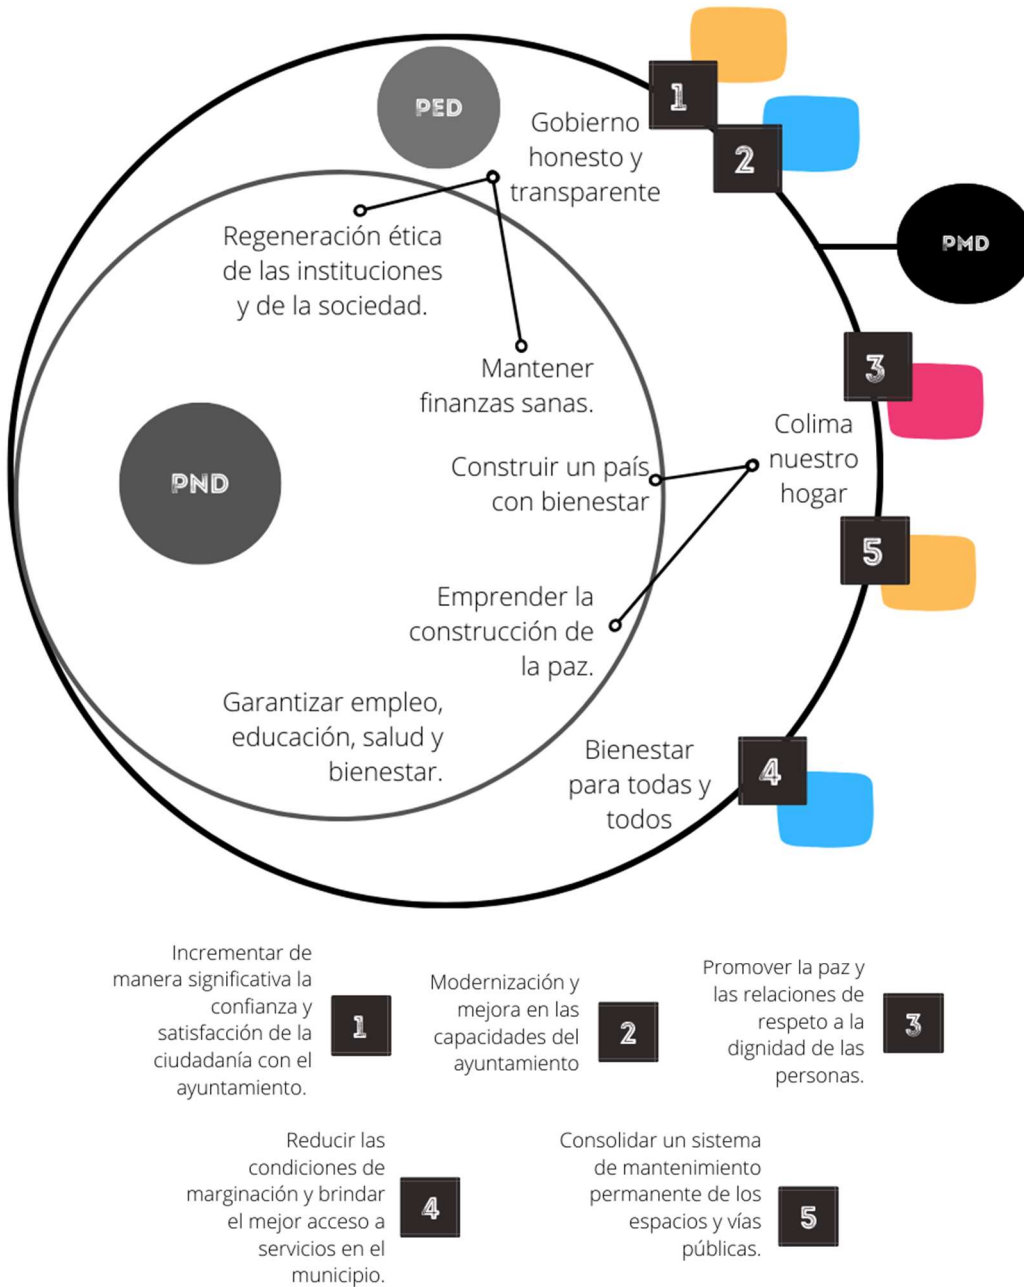 PED
1
Gobierno
honesto y
transparente
2
PMD
Regeneración ética
de las instituciones
y de la sociedad.
3
Mantener
finanzas sanas.
Colima
nuestro
hogar
PND
Construir un país
con bienestar
5
Emprender la
construcción de
la paz.
Garantizar empleo,
educación, salud y
bienestar.
Bienestar
para todas y
todos
4
Incrementar de
manera significativa la
confianza y
satisfacción de la
ciudadanía con el
ayuntamiento.
1
Modernización y
mejora en las
capacidades del
ayuntamiento
2
Promover la paz y
las relaciones de
respeto a la
dignidad de las
personas.
3
Reducir las
condiciones de
marginación y brindar
el mejor acceso a
servicios en el
municipio.
4
Consolidar un sistema
de mantenimiento
permanente de los
espacios y vías
públicas.
5